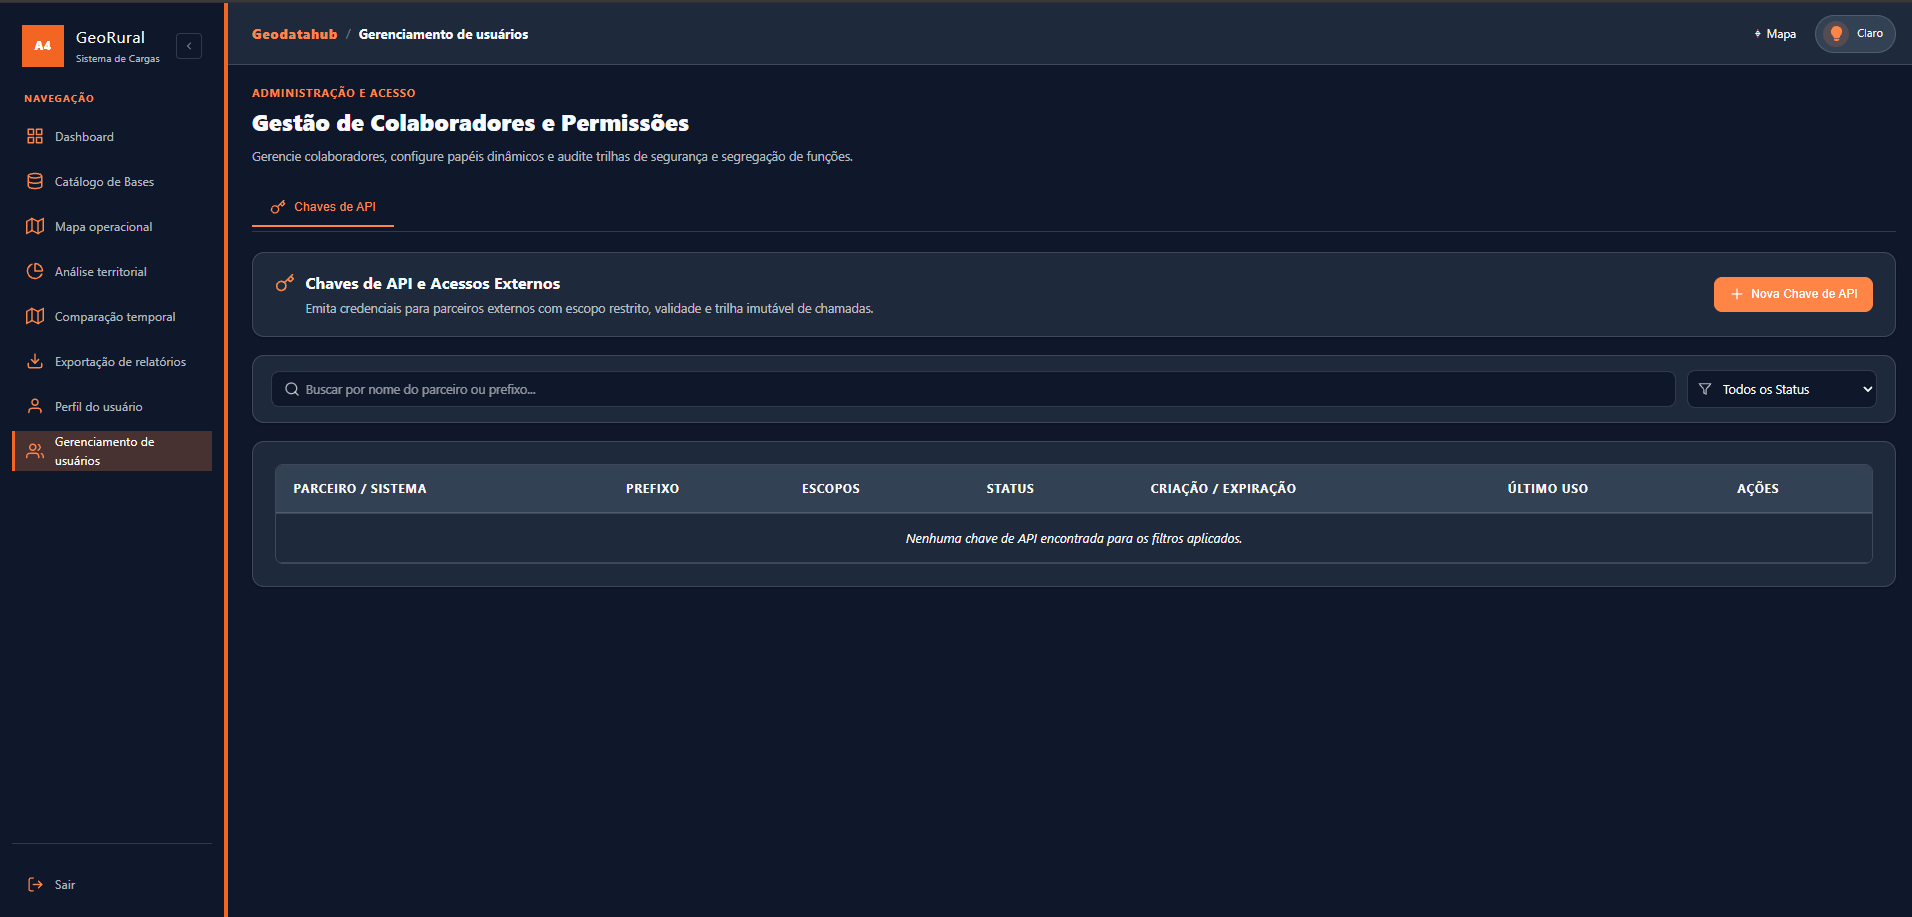 A4
GeoRural
Sistema de Cargas
NAVEGAÇÃO
Dashboard
Catálogo de Bases
Mapa operacional
Análise territorial
Comparação temporal
Exportação de relatórios
Perfil do usuário
Gerenciamento de
usuários
Sair
Geodatahub / Gerenciamento de usuários
Mapa
Claro
ADMINISTRAÇÃO E ACESSO
Gestão de Colaboradores e Permissões
Gerencie colaboradores, configure papéis dinâmicos e audite trilhas de segurança e segregação de funções.
Chaves de API
Chaves de API e Acessos Externos
Emita credenciais para parceiros externos com escopo restrito, validade e trilha imutável de chamadas.
Nova Chave de API
Buscar por nome do parceiro ou prefixo...
Todos os Status
PARCEIRO / SISTEMA PREFIXO ESCOPOS STATUS CRIAÇÃO / EXPIRAÇÃO ÚLTIMO USO AÇÕES
Nenhuma chave de API encontrada para os filtros aplicados.